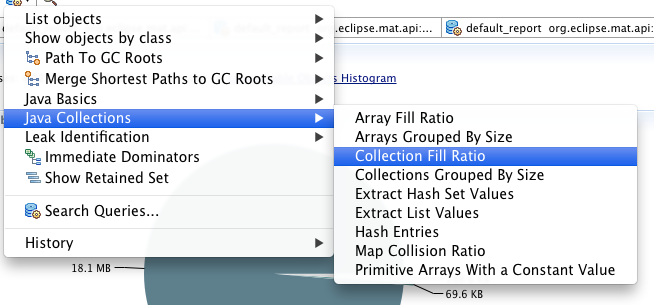 List objects
Show objects by class
.eclipse.mat.api:...
default_report org.eclipse.mat.api:
Path To GC Roots
Merge Shortest Paths to GC Roots
s Histogram
Java Basics
Java Collections
Leak Identification
Immediate Dominators
Show Retained Set
Search Queries...
History
Array Fill Ratio
Arrays Grouped By Size
Collection Fill Ratio
Collections Grouped By Size
Extract Hash Set Values
Extract List Values
Hash Entries
Map Collision Ratio
Primitive Arrays With a Constant Value
18.1 MB
69.6 KB